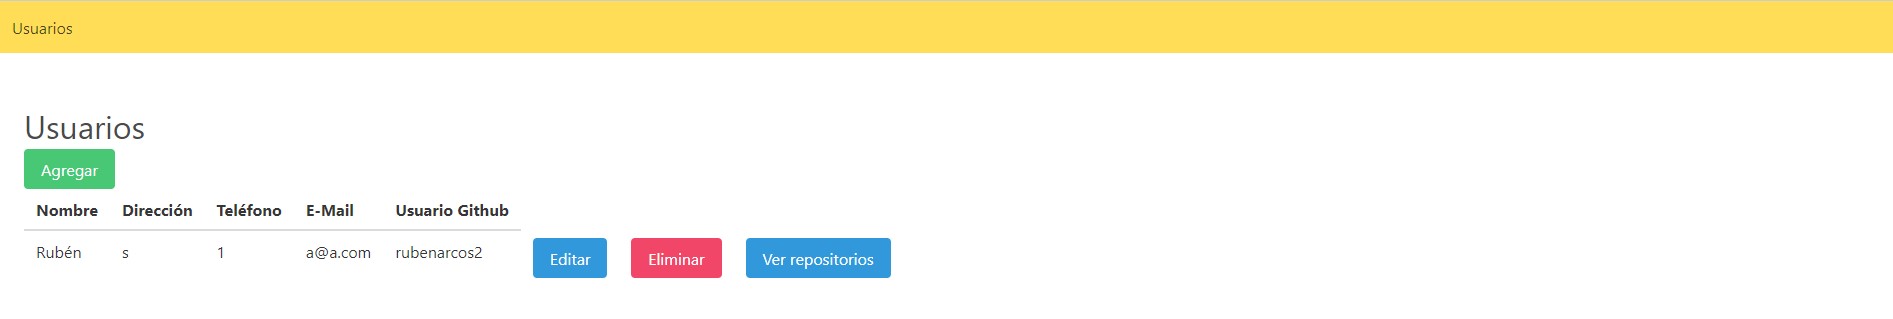 Usuarios
Usuarios
Agregar
Nombre Dirección Teléfono E-Mail Usuario Github
Rubén s 1 a@a.com rubenarcos2 Editar Eliminar Ver repositorios